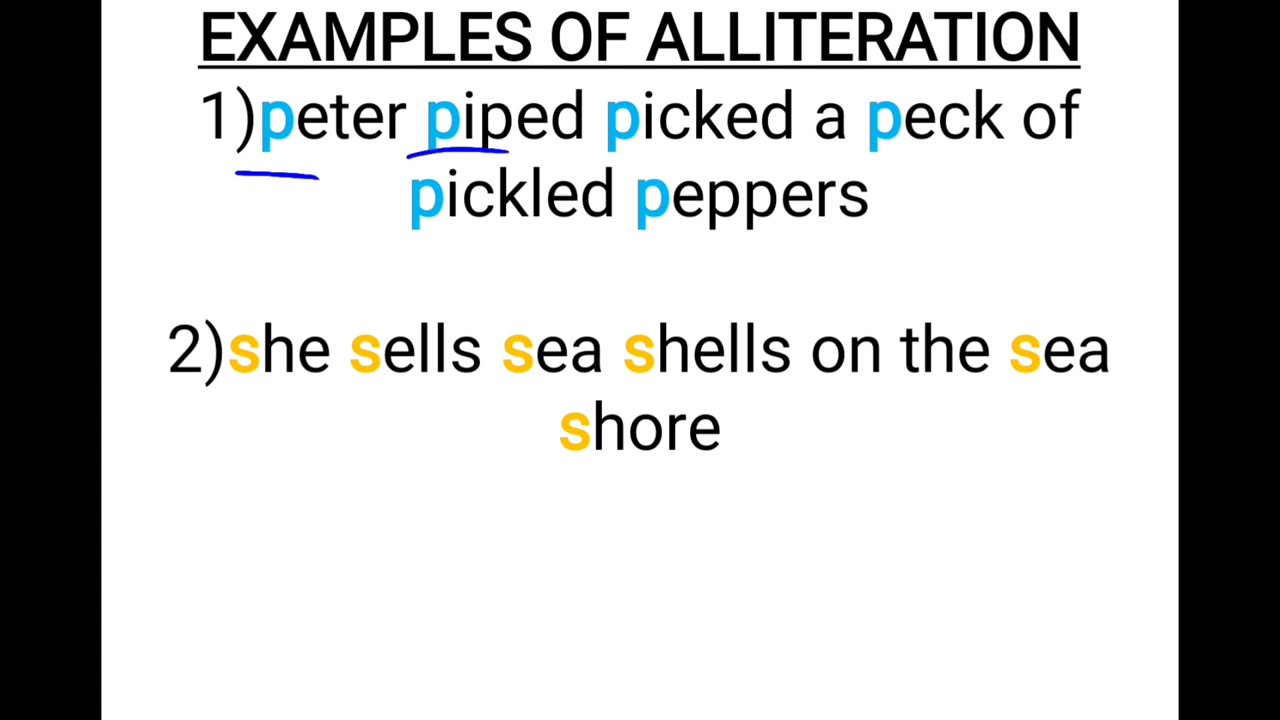 EXAMPLES OF ALLITERATION
1)peter piped picked a peck of
pickled peppers
2)she sells sea shells on the sea
shore